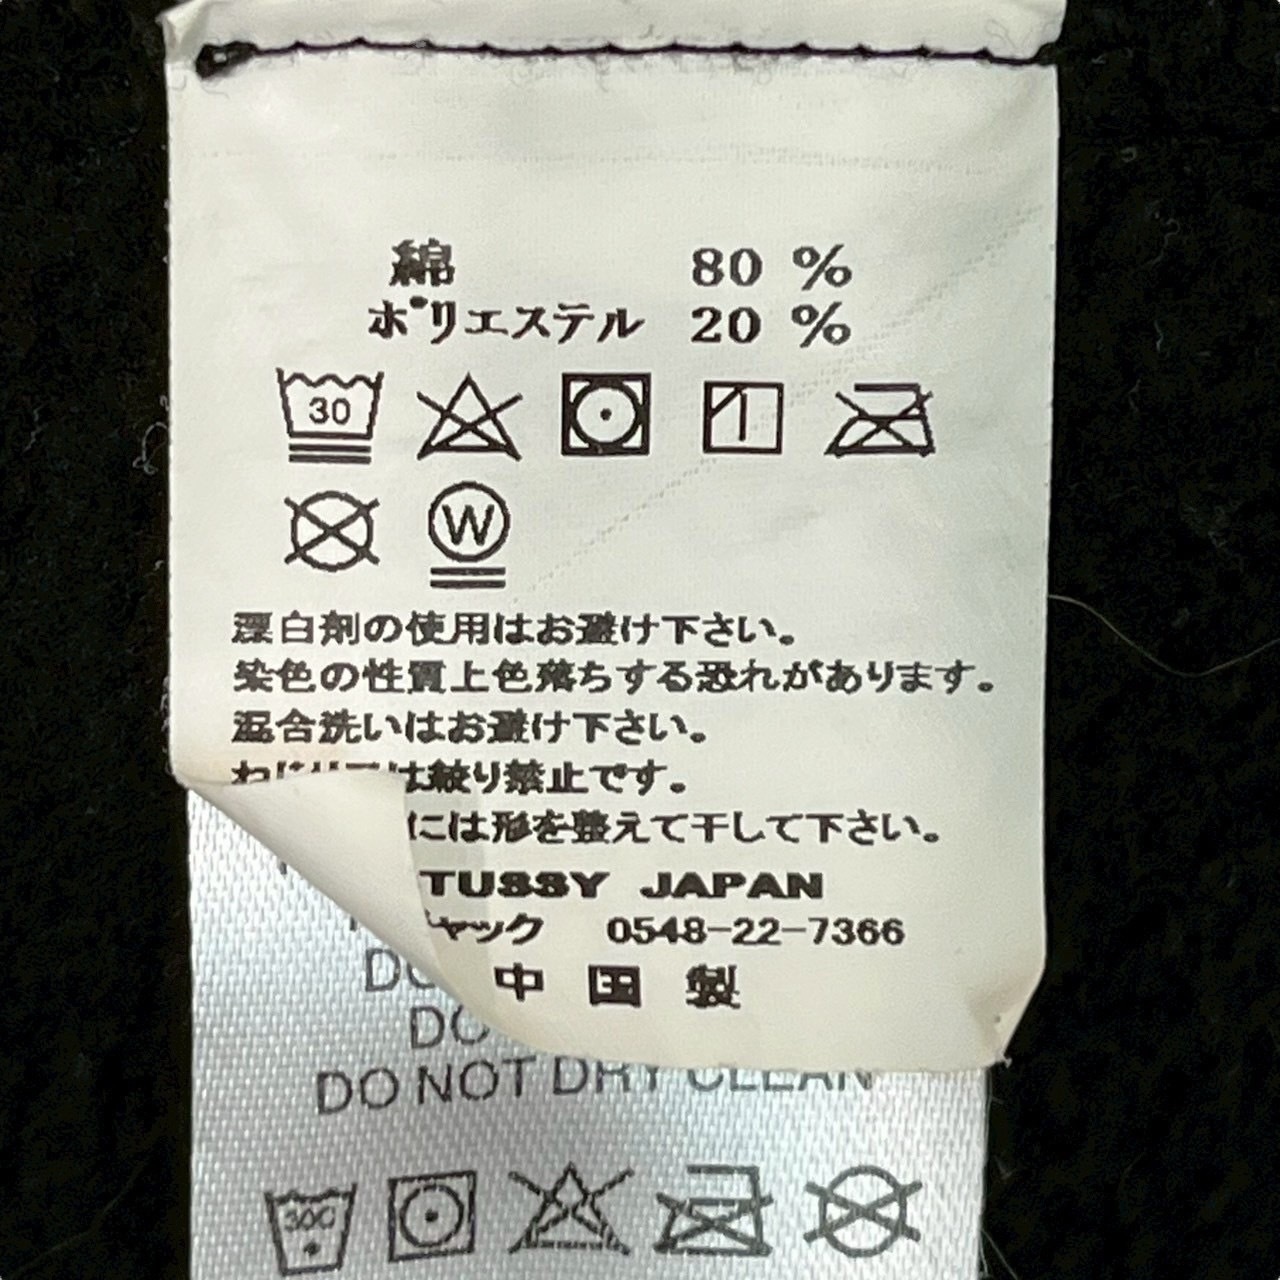 綿 80 %
ポリエステル 20 %
30
W
漂白剤の使用はお避け下さい。
染色の性質上色落ちする恐れがあります。
混合洗いはお避け下さい。
は絞り禁止です。
には形を整えて干して下さい。
TUSSY JAPAN
ャック 0548-22-7366
中国製
DO
DO
DO NOT DRY CLEAN
30C